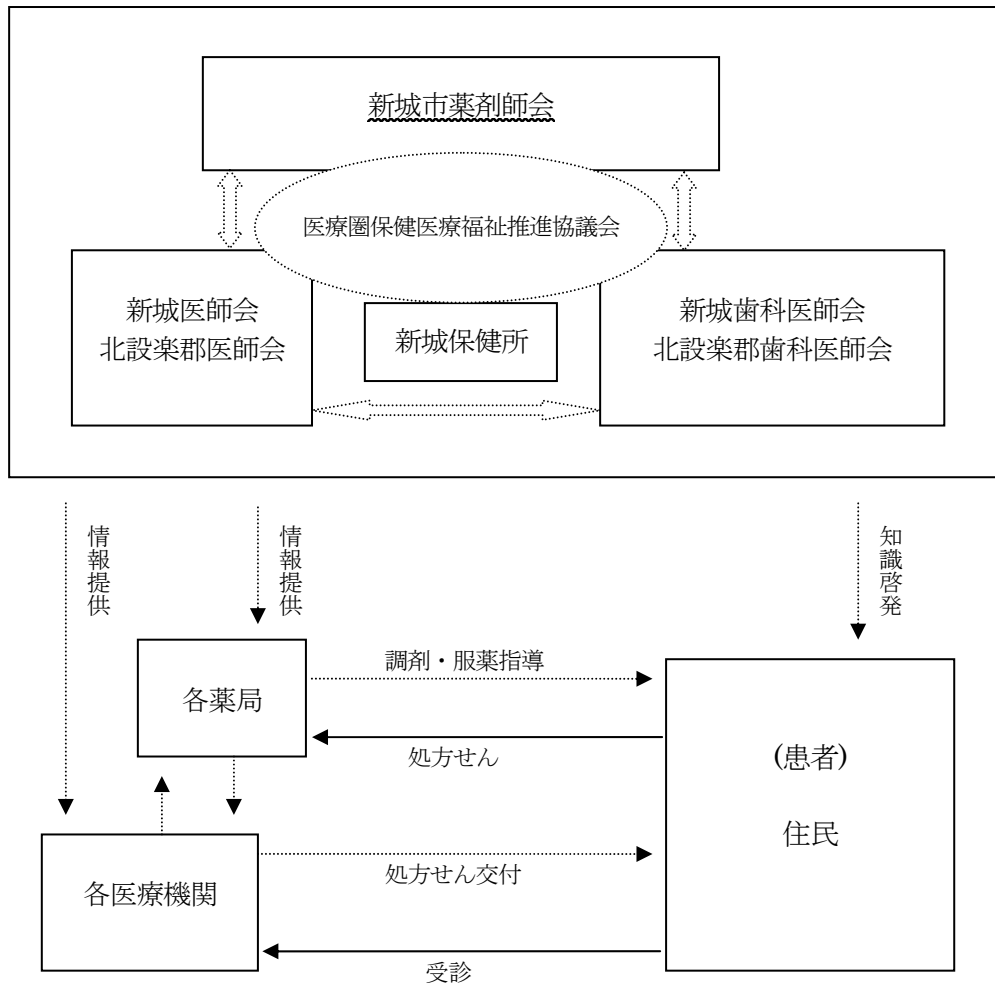 新城市薬剤師会
医療圏保健医療福祉推進協議会
新城医師会
北設楽郡医師会
新城保健所
新城歯科医師会
北設楽郡歯科医師会
情報提供
情報提供
知識啓発
各薬局
調剤・服薬指導
処方せん
(患者)
住民
各医療機関
処方せん交付
受診